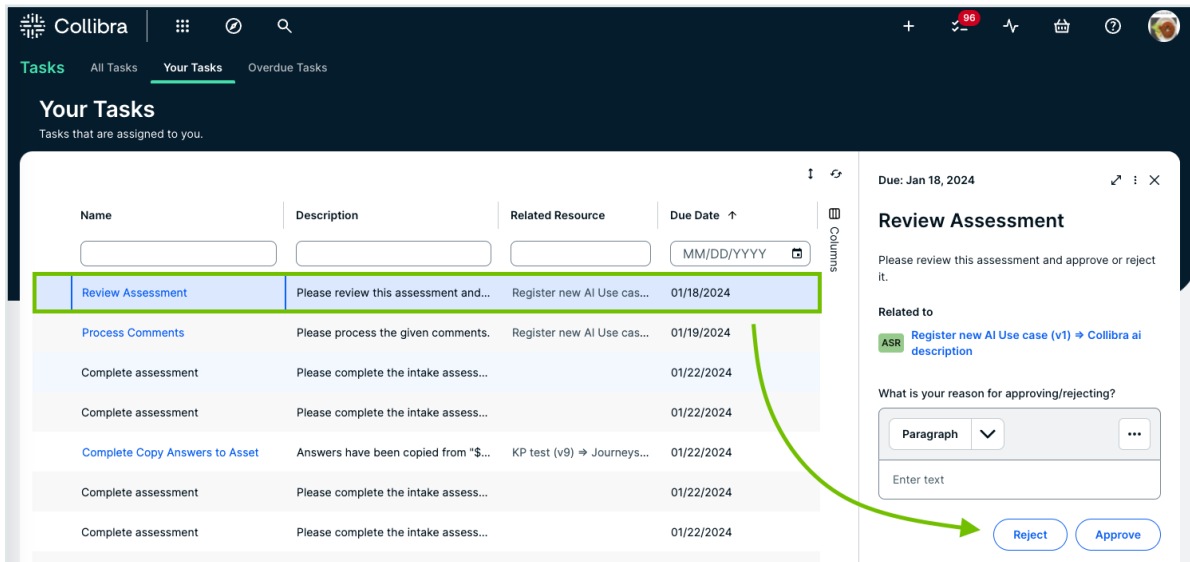 Collibra
96
Tasks
All Tasks
Your Tasks
Overdue Tasks
Your Tasks
Tasks that are assigned to you.
Name
Description
Related Resource
Due Date
Columns
MM/DD/YYYY
Review Assessment
Please review this assessment and...
Register new AI Use cas...
01/18/2024
Process Comments
Please process the given comments.
Register new AI Use cas...
01/19/2024
Complete assessment
Please complete the intake assess...
01/22/2024
Complete assessment
Please complete the intake assess...
01/22/2024
Complete Copy Answers to Asset
Answers have been copied from "$...
KP test (v9) ⇒ Journeys...
01/22/2024
Complete assessment
Please complete the intake assess...
01/22/2024
Complete assessment
Please complete the intake assess...
01/22/2024
Due: Jan 18, 2024
Review Assessment
Please review this assessment and approve or reject
it.
Related to
ASR
Register new AI Use case (v1) ⇒ Collibra ai
description
What is your reason for approving/rejecting?
Paragraph
Enter text
Reject
Approve